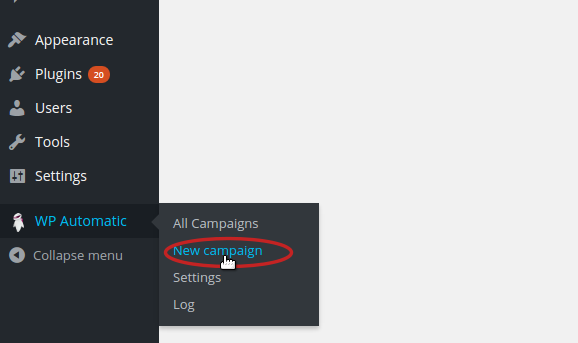 Appearance
Plugins 20
Users
Tools
Settings
WP Automatic
All Campaigns
New campaign
Settings
Log
Collapse menu